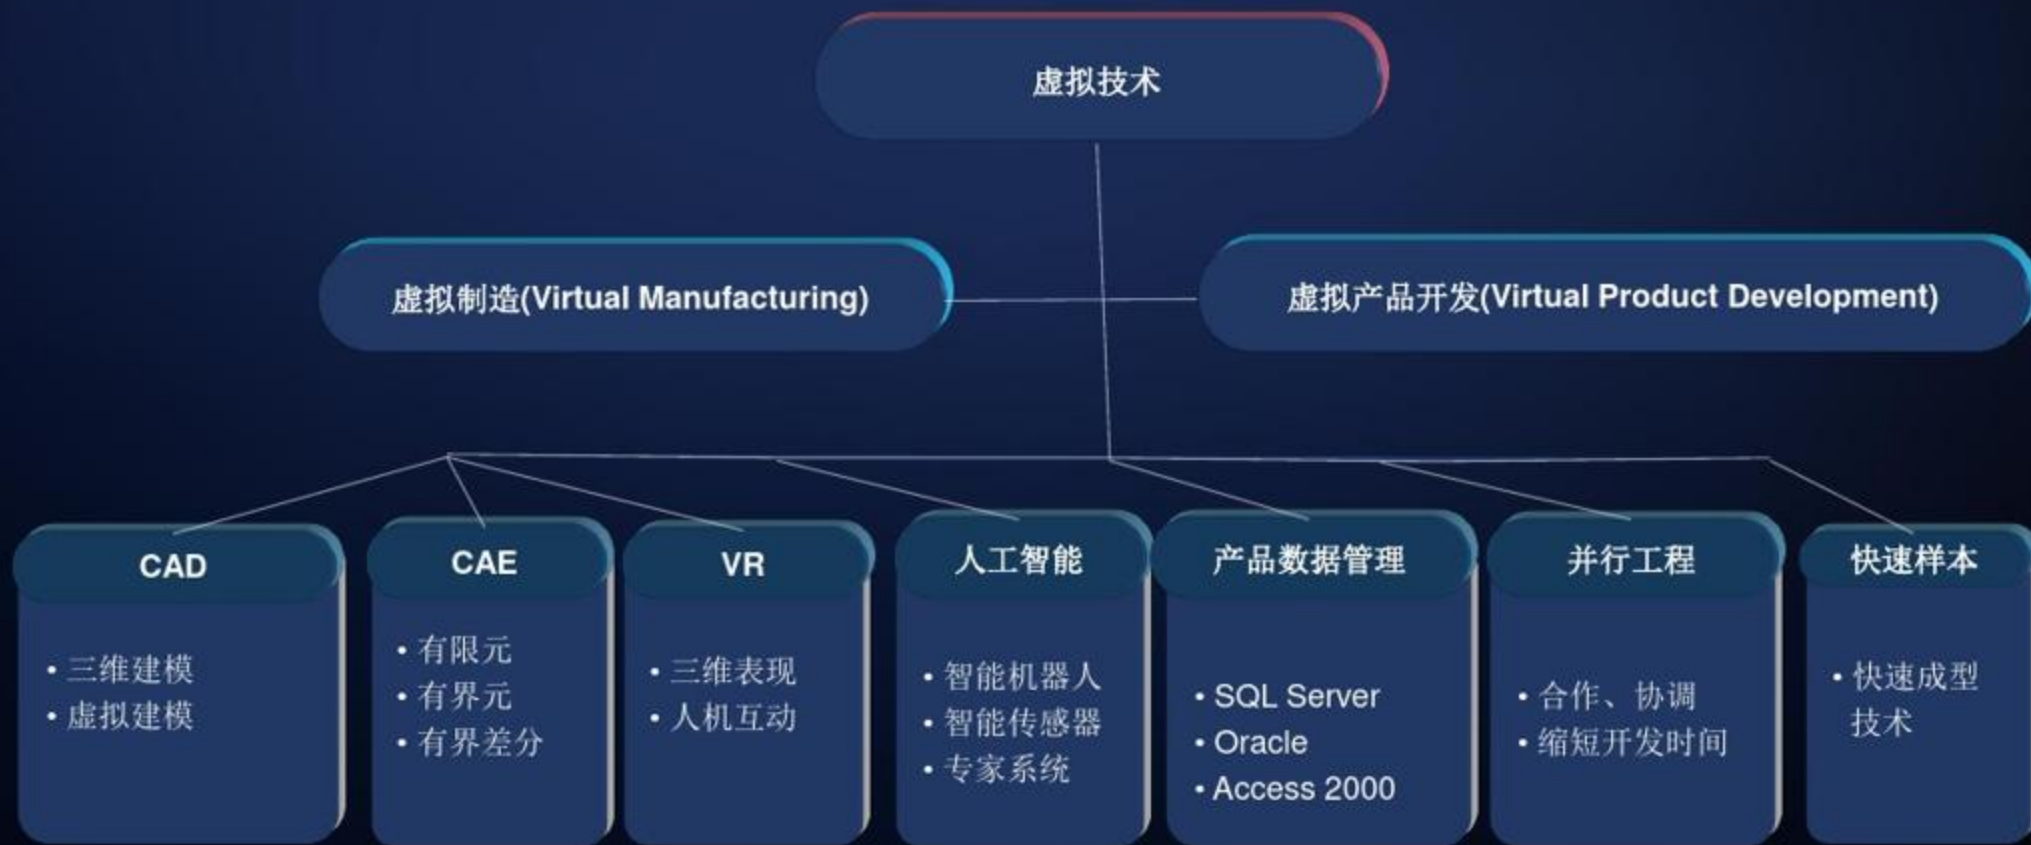 虚拟技术
虚拟制造(Virtual Manufacturing)
虚拟产品开发(Virtual Product Development)
CAD
• 三维建模
• 虚拟建模
CAE
• 有限元
• 有界元
• 有界差分
VR
• 三维表现
• 人机互动
人工智能
• 智能机器人
• 智能传感器
• 专家系统
产品数据管理
• SQL Server
• Oracle
• Access 2000
并行工程
• 合作、协调
• 缩短开发时间
快速样本
• 快速成型
技术